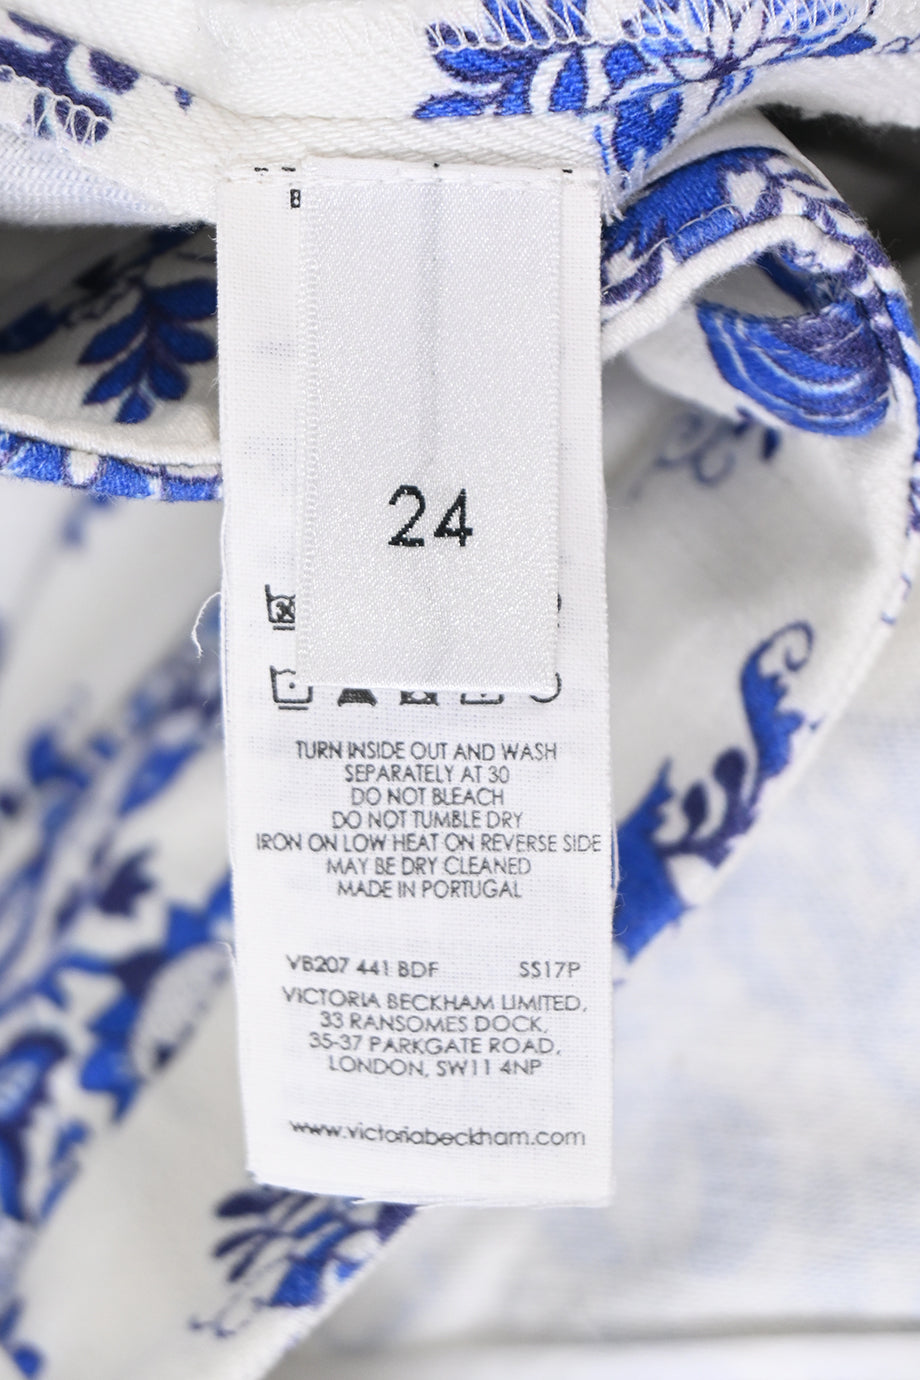 24
TURN INSIDE OUT AND WASH
SEPARATELY AT 30
DO NOT BLEACH
DO NOT TUMBLE DRY
IRON ON LOW HEAT ON REVERSE SIDE
MAY BE DRY CLEANED
MADE IN PORTUGAL
VB207 441 BDF SS17P
VICTORIA BECKHAM LIMITED,
33 RANSOMES DOCK,
35-37 PARKGATE ROAD,
LONDON, SW11 4NP
www.victoriabeckham.com